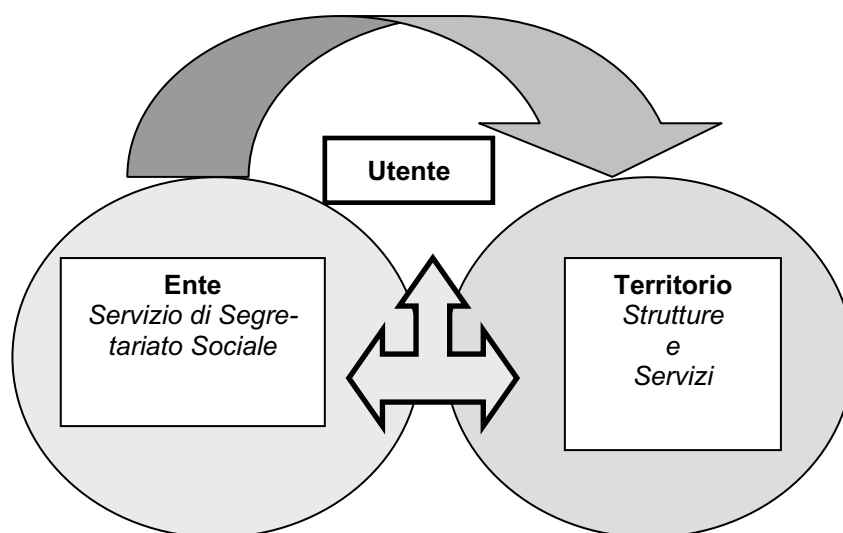 Utente
Ente
Servizio di Segre-
tariato Sociale
Territorio
Strutture
e
Servizi